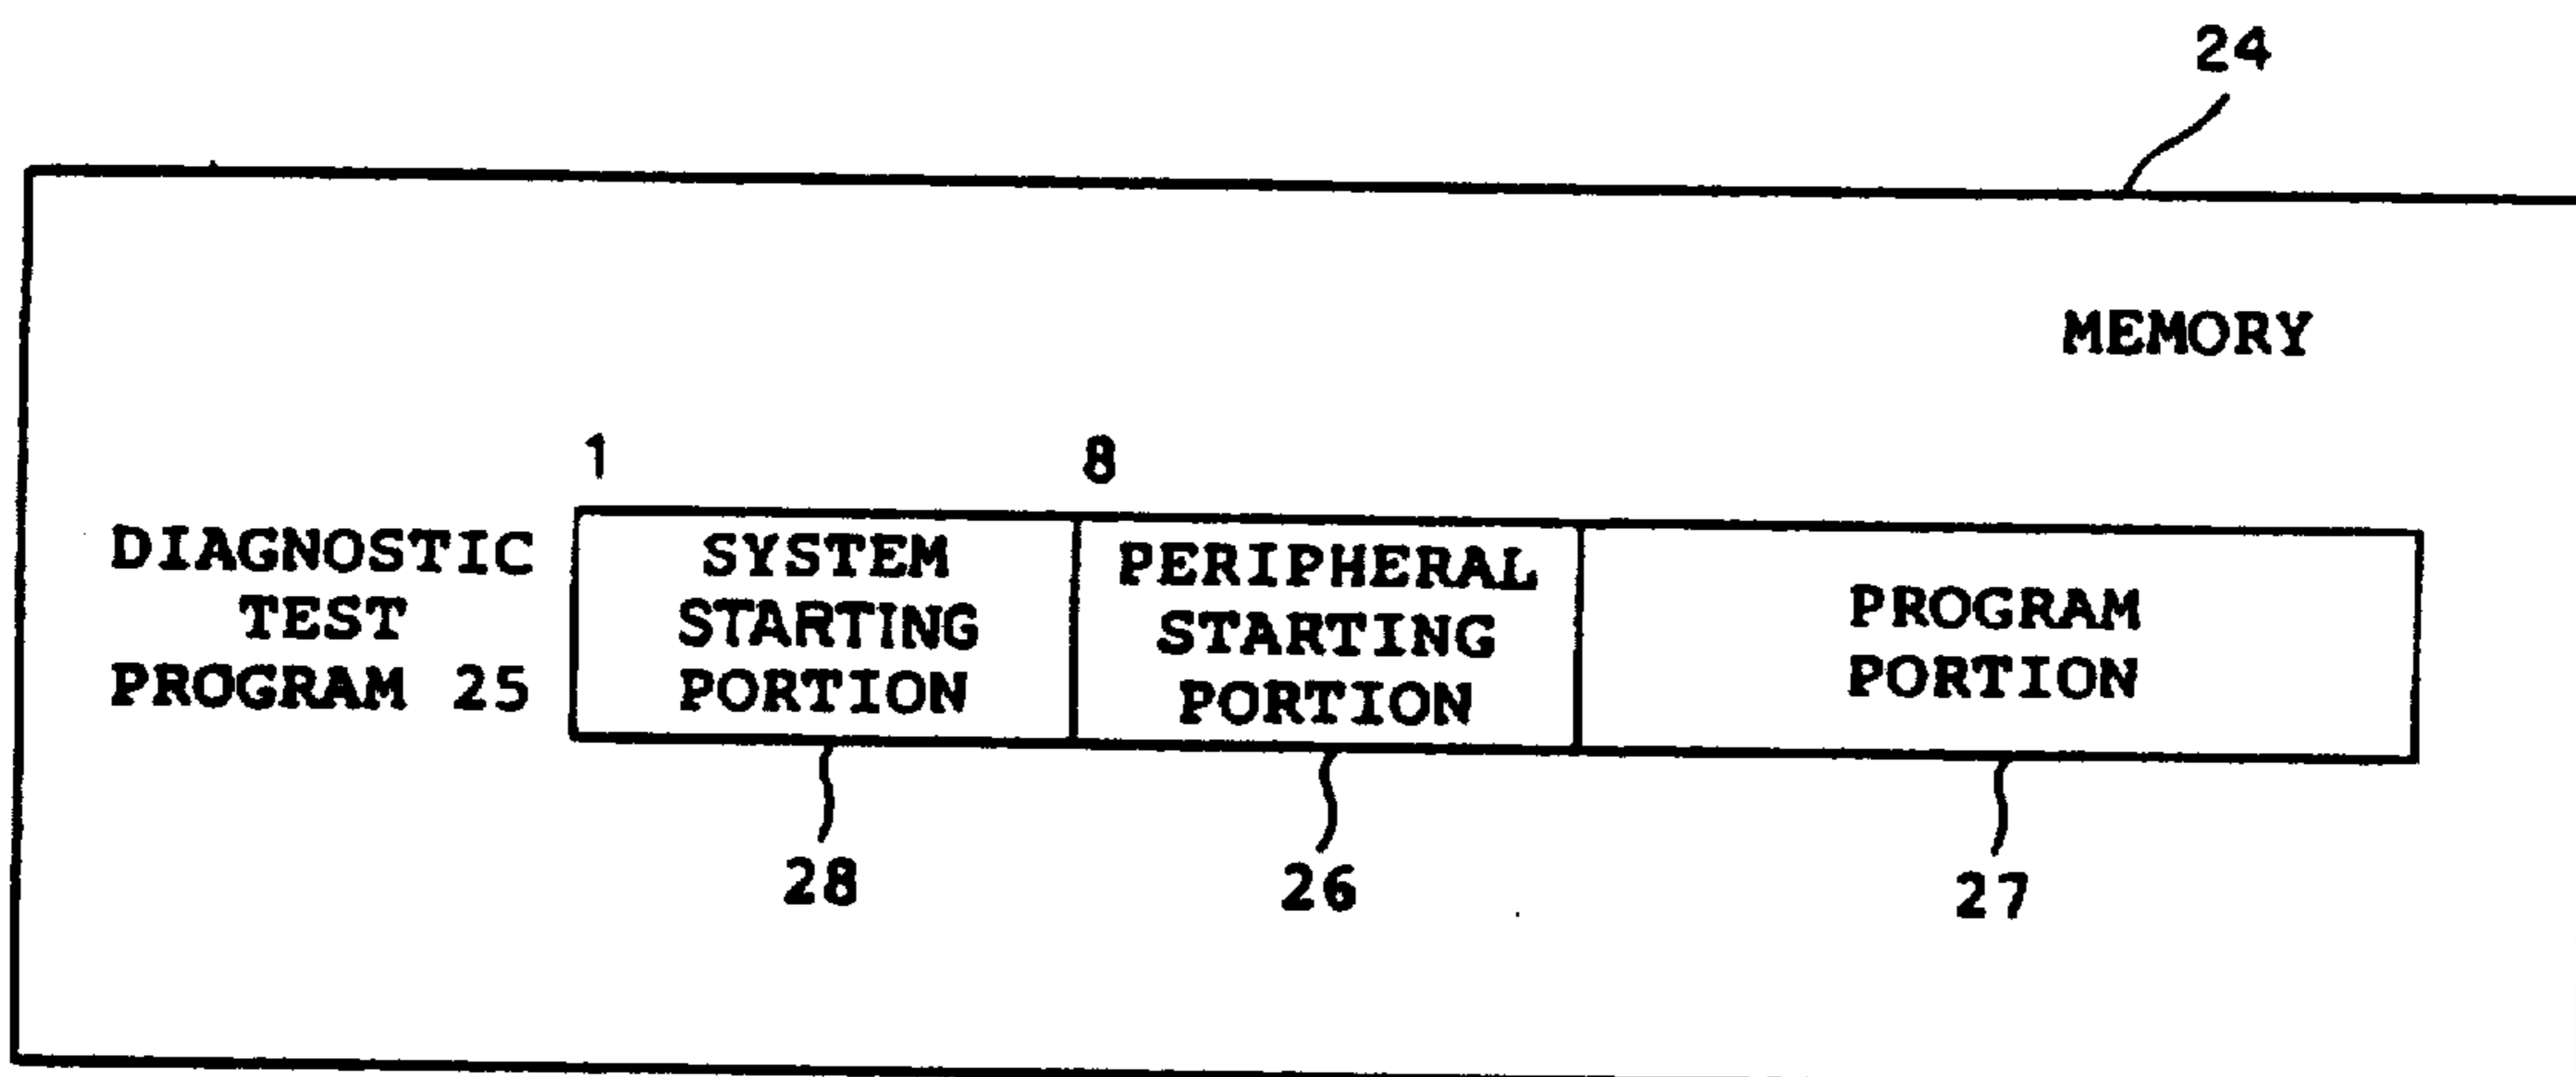 24
MEMORY
1
8
DIAGNOSTIC
TEST
PROGRAM 25
SYSTEM
STARTING
PORTION
PERIPHERAL
STARTING
PORTION
PROGRAM
PORTION
28
26
27